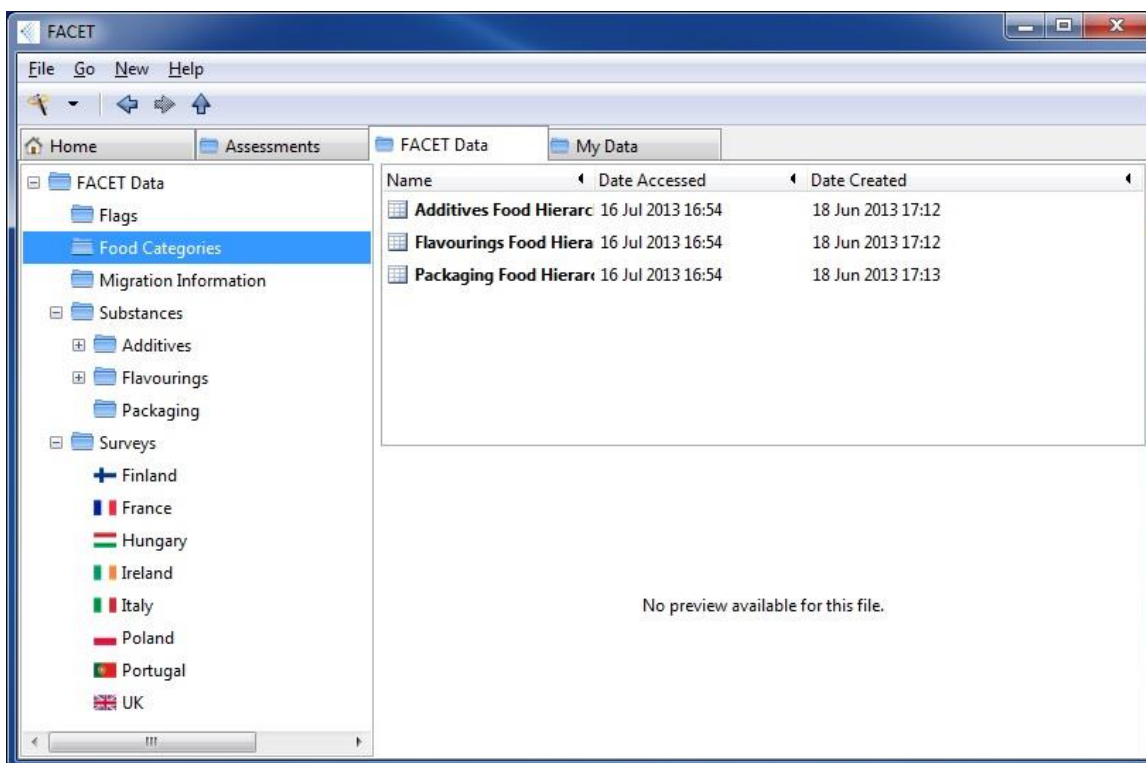 FACET
File Go New Help
Home Assessments FACET Data My Data
FACET Data
Flags
Food Categories
Migration Information
Substances
Additives
Flavourings
Packaging
Surveys
Finland
France
Hungary
Ireland
Italy
Poland
Portugal
UK
Name Date Accessed Date Created
Additives Food Hierarc 16 Jul 2013 16:54 18 Jun 2013 17:12
Flavourings Food Hiera 16 Jul 2013 16:54 18 Jun 2013 17:12
Packaging Food Hierarc 16 Jul 2013 16:54 18 Jun 2013 17:13
No preview available for this file.